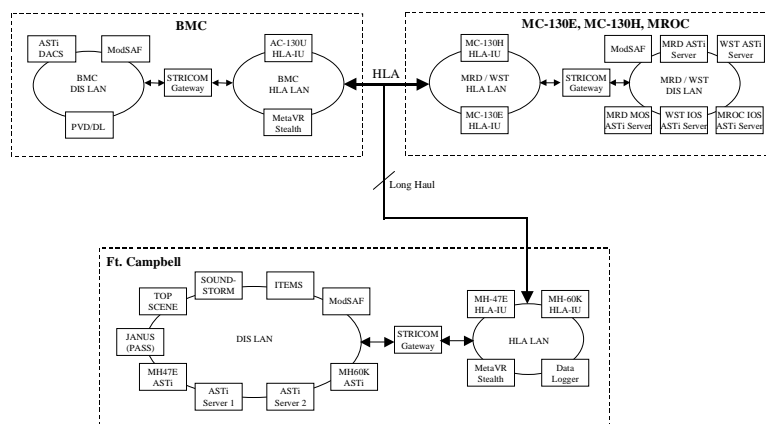 BMC
ASTi
DACS
ModSAF
BMC
DIS LAN
PVD/DL
STRICOM
Gateway
AC-130U
HLA-IU
BMC
HLA LAN
MetaVR
Stealth
HLA
MC-130E, MC-130H, MROC
MC-130H
HLA-IU
MRD / WST
HLA LAN
MC-130E
HLA-IU
STRICOM
Gateway
ModSAF
MRD ASTi
Server
WST ASTi
Server
MRD / WST
DIS LAN
MRD MOS
ASTi Server
WST IOS
ASTi Server
MROC IOS
ASTi Server
Long Haul
Ft. Campbell
SOUND-
STORM
ITEMS
TOP
SCENE
ModSAF
JANUS
(PASS)
DIS LAN
MH47E
ASTi
ASTi
Server 1
ASTi
Server 2
MH60K
ASTi
STRICOM
Gateway
MH-47E
HLA-IU
MH-60K
HLA-IU
HLA LAN
MetaVR
Stealth
Data
Logger